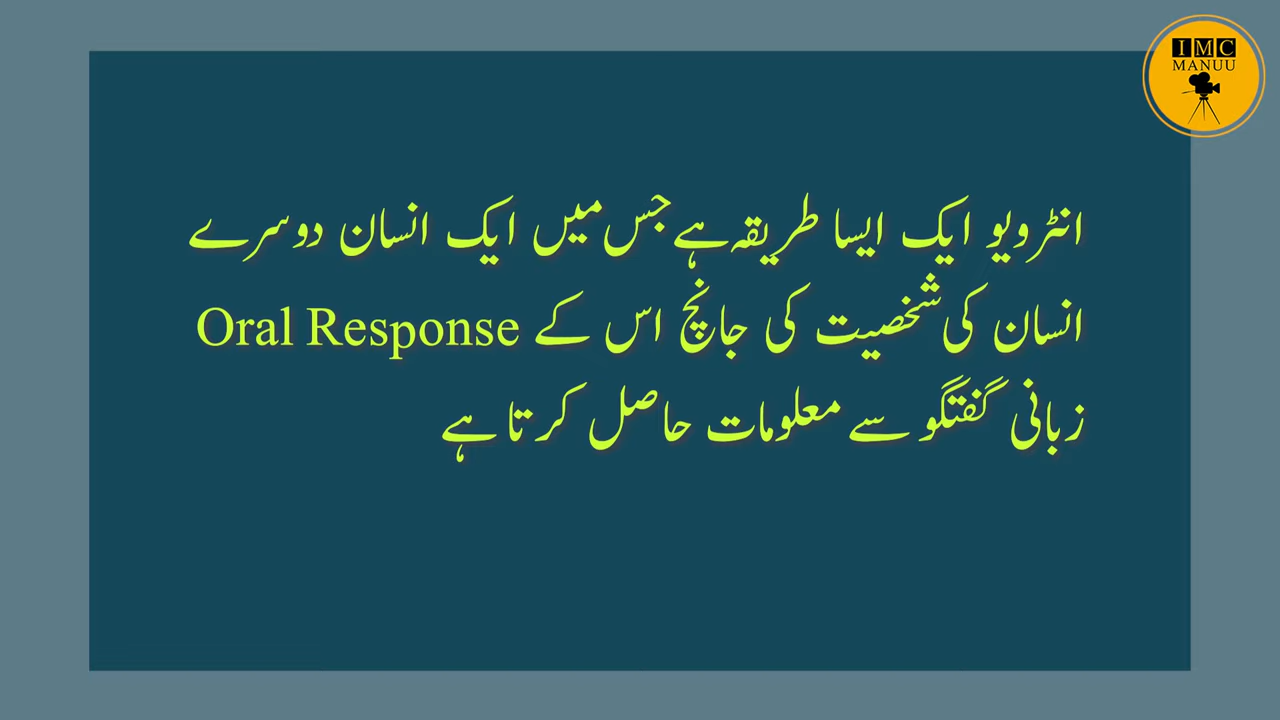 IMC
MANUU
انٹرویو ایک ایسا طریقہ ہے جس میں ایک انسان دوسرے
انسان کی شخصیت کی جانچ اس کے Oral Response
زبانی گفتگو سے معلومات حاصل کرتا ہے